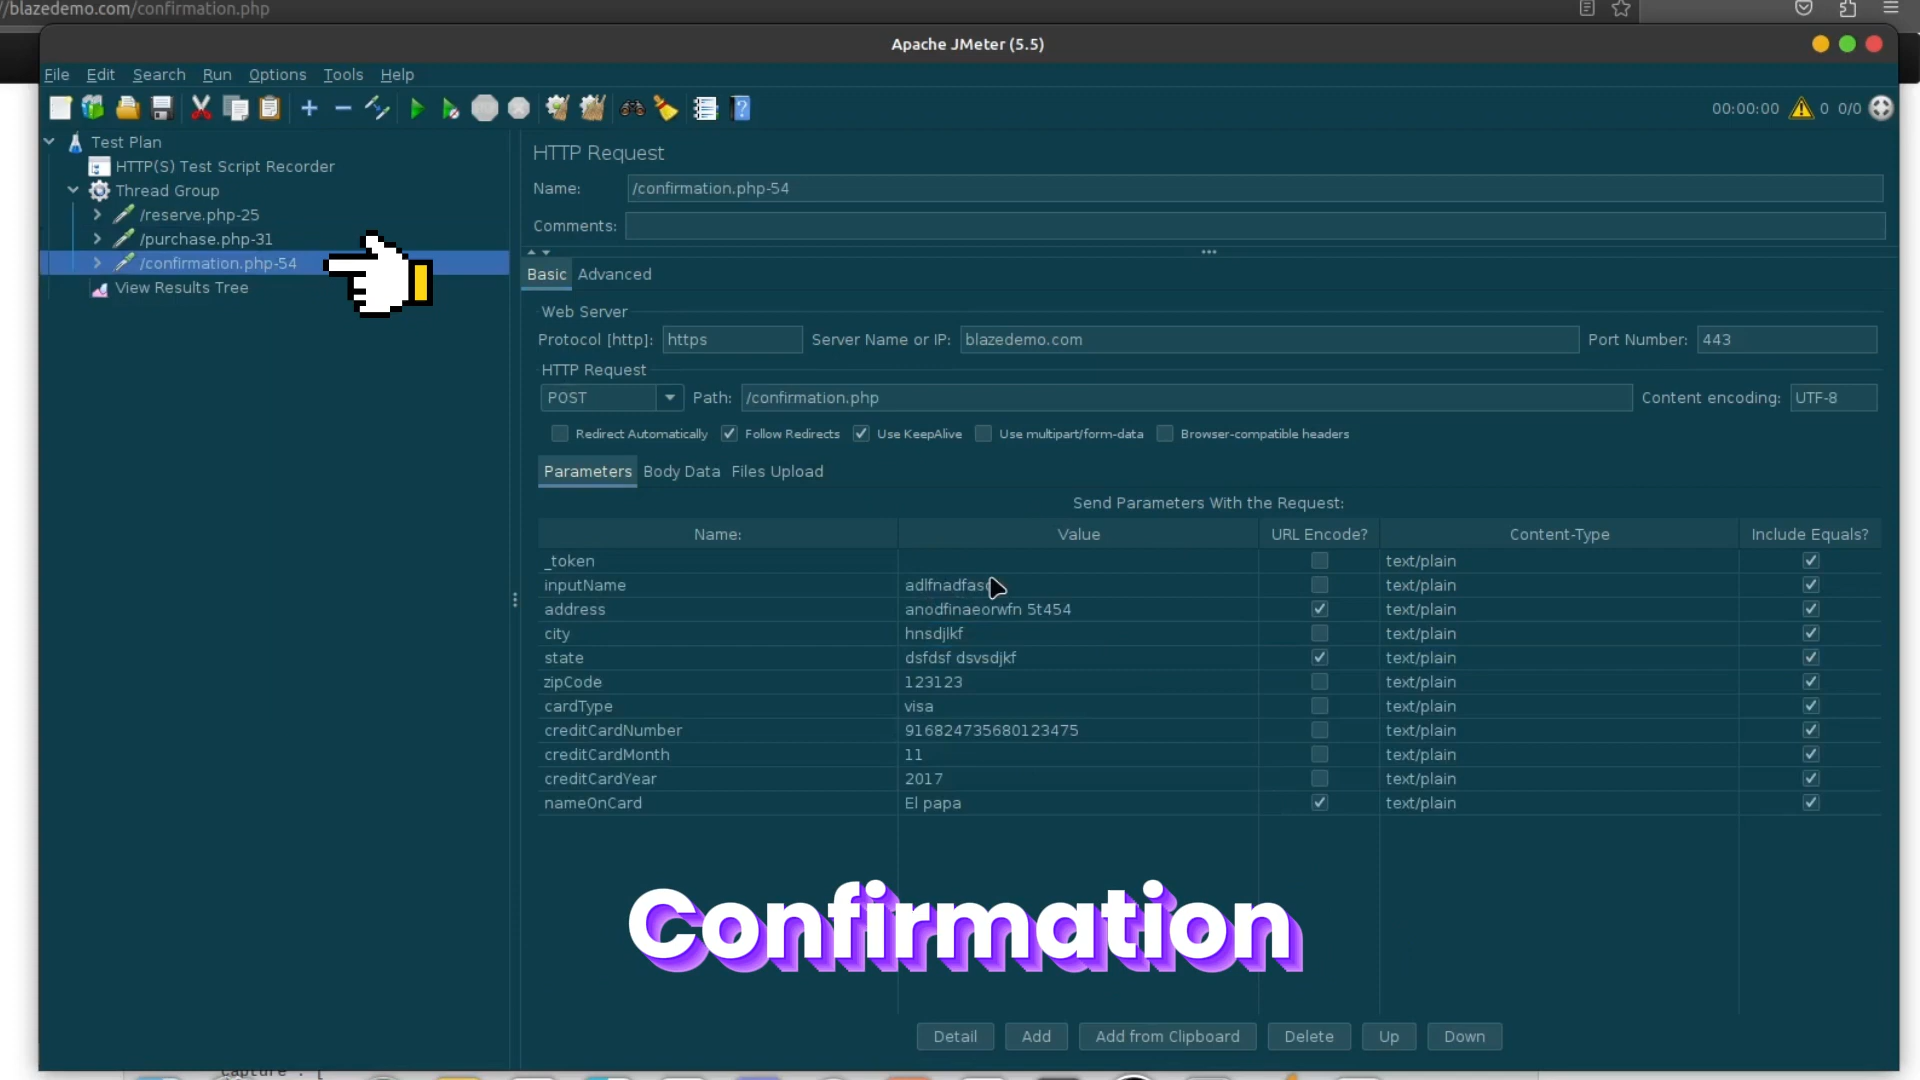 //blazedemo.com/confirmation.php
Apache JMeter (5.5)
File Edit Search Run Options Tools Help
00:00:00 0 0/0
Test Plan
HTTP(S) Test Script Recorder
Thread Group
/reserve.php-25
/purchase.php-31
/confirmation.php-54
View Results Tree
HTTP Request
Name: /confirmation.php-54
Comments:
Basic Advanced
Web Server
Protocol [http]: https Server Name or IP: blazedemo.com Port Number: 443
HTTP Request
POST Path: /confirmation.php Content encoding: UTF-8
Redirect Automatically Follow Redirects Use KeepAlive Use multipart/form-data Browser-compatible headers
Parameters Body Data Files Upload
Send Parameters With the Request:
Name: Value URL Encode? Content-Type Include Equals?
_token text/plain
inputName text/plain
address anodfinaeorwfn 5t454 text/plain
city hnsdjlkf text/plain
state dsfdsf dsvsdjkf text/plain
zipCode 123123 text/plain
cardType visa text/plain
creditCardNumber 916824735680123475 text/plain
creditCardMonth 11 text/plain
creditCardYear 2017 text/plain
nameOnCard El papa text/plain
Confirmation
Detail Add Add from Clipboard Delete Up Down